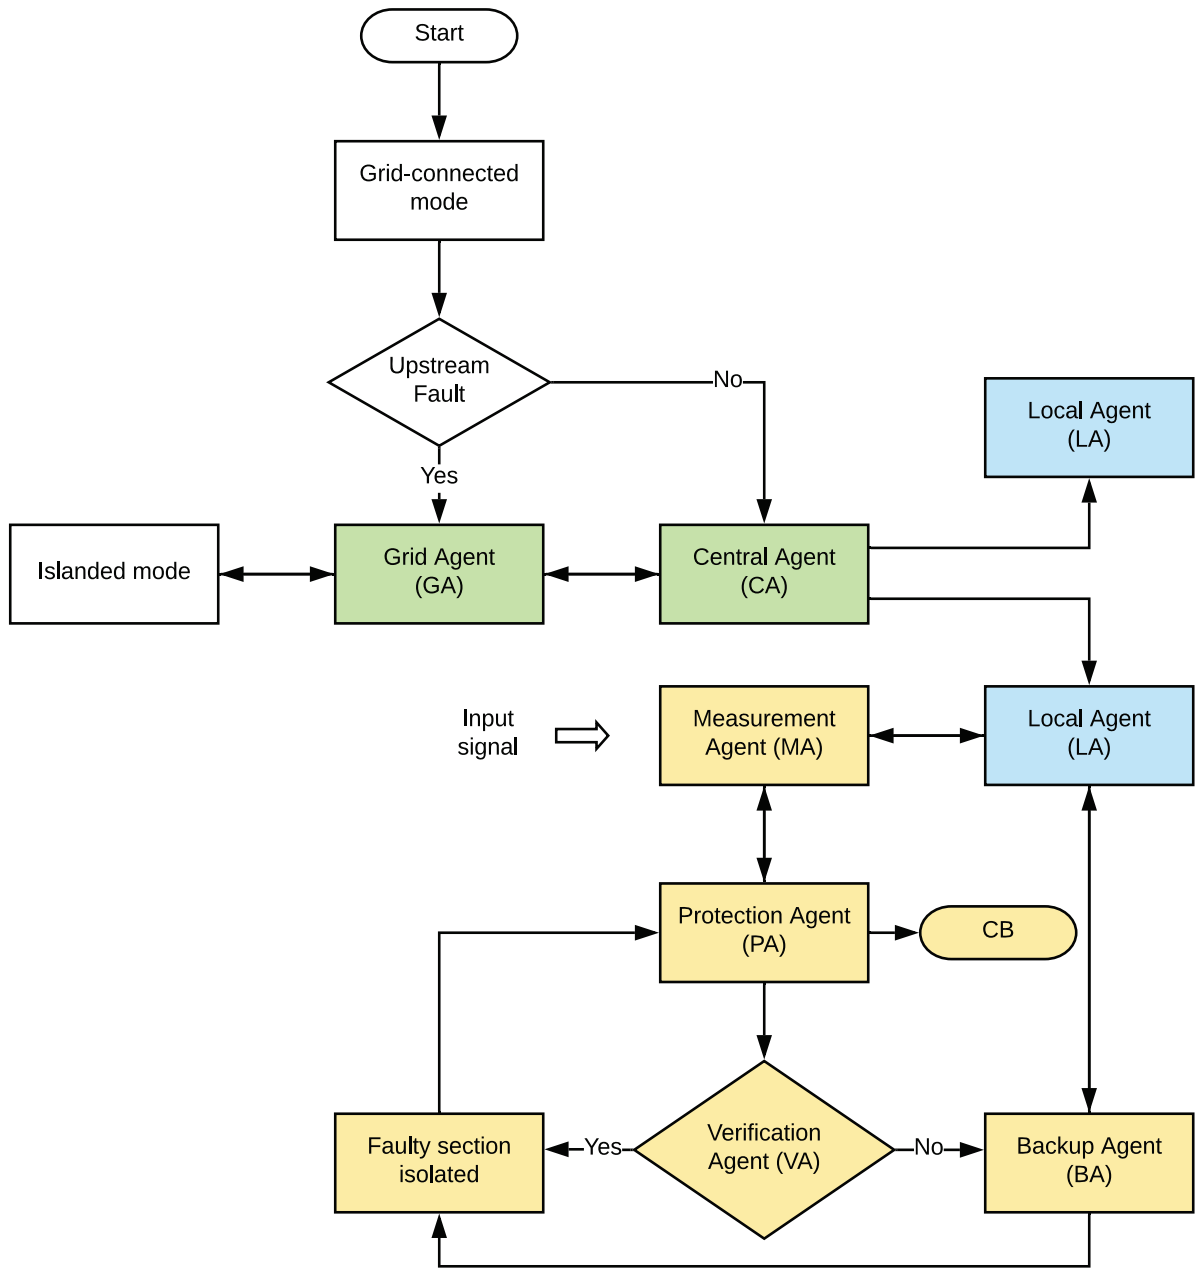 Start
Grid-connected
mode
Upstream
Fault
No
Yes
Local Agent
(LA)
Islanded mode
Grid Agent
(GA)
Central Agent
(CA)
Input
signal
Measurement
Agent (MA)
Local Agent
(LA)
Protection Agent
(PA)
CB
Faulty section
isolated
Yes
Verification
Agent (VA)
No
Backup Agent
(BA)